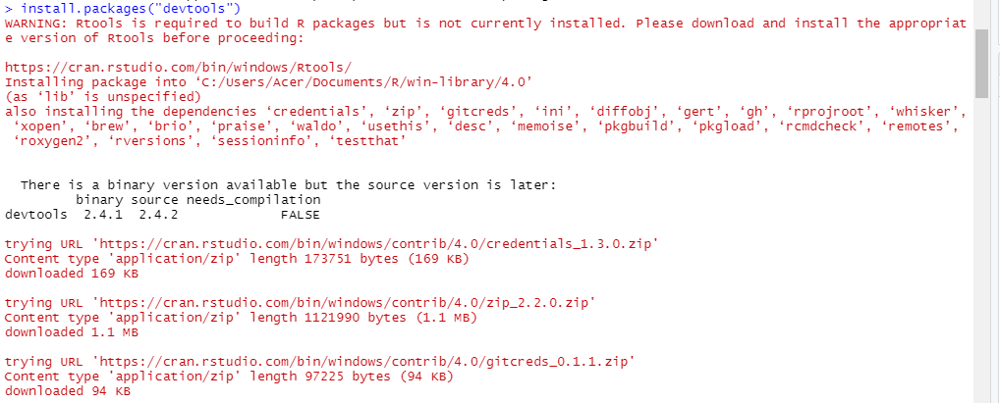 > install.packages("devtools")
WARNING: Rtools is required to build R packages but is not currently installed. Please download and install the appropriat
e version of Rtools before proceeding:
https://cran.rstudio.com/bin/windows/Rtools/
Installing package into ‘C:/Users/Acer/Documents/R/win-library/4.0’
(as ‘lib’ is unspecified)
also installing the dependencies ‘credentials’, ‘zip’, ‘gitcreds’, ‘ini’, ‘diffobj’, ‘gert’, ‘gh’, ‘rprojroot’, ‘whisker’,
‘xopen’, ‘brew’, ‘brio’, ‘praise’, ‘waldo’, ‘usethis’, ‘desc’, ‘memoise’, ‘pkgbuild’, ‘pkgload’, ‘rcmdcheck’, ‘remotes’,
‘roxygen2’, ‘rversions’, ‘sessioninfo’, ‘testthat’
There is a binary version available but the source version is later:
binary source needs_compilation
devtools 2.4.1 2.4.2 FALSE
trying URL 'https://cran.rstudio.com/bin/windows/contrib/4.0/credentials_1.3.0.zip'
Content type 'application/zip' length 173751 bytes (169 KB)
downloaded 169 KB
trying URL 'https://cran.rstudio.com/bin/windows/contrib/4.0/zip_2.2.0.zip'
Content type 'application/zip' length 1121990 bytes (1.1 MB)
downloaded 1.1 MB
trying URL 'https://cran.rstudio.com/bin/windows/contrib/4.0/gitcreds_0.1.1.zip'
Content type 'application/zip' length 97225 bytes (94 KB)
downloaded 94 KB